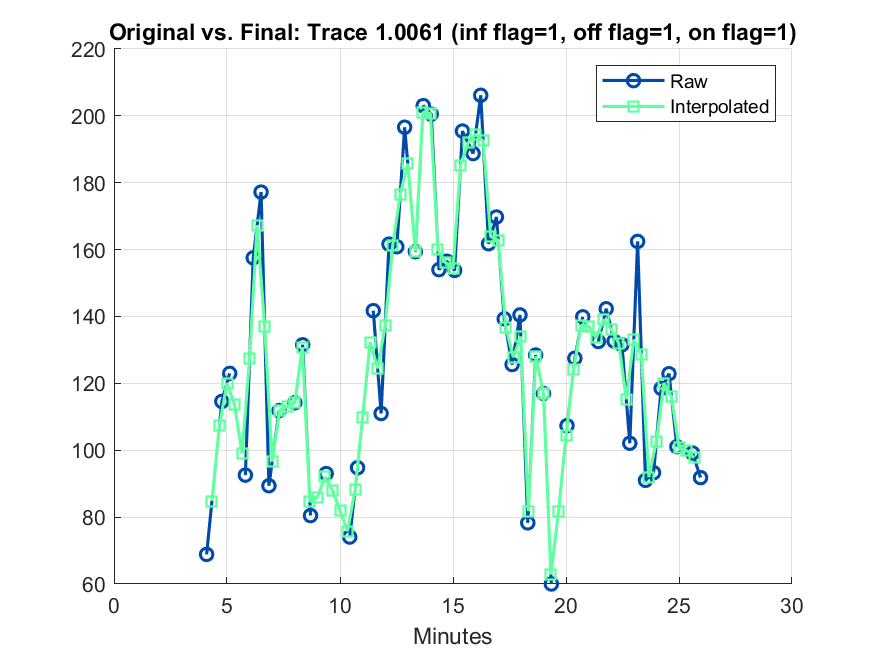 Original vs. Final: Trace 1.0061 (inf flag=1, off flag=1, on flag=1)
220
200
180
160
140
120
100
80
60
0 5 10 15 20 25 30
Minutes
Raw
Interpolated